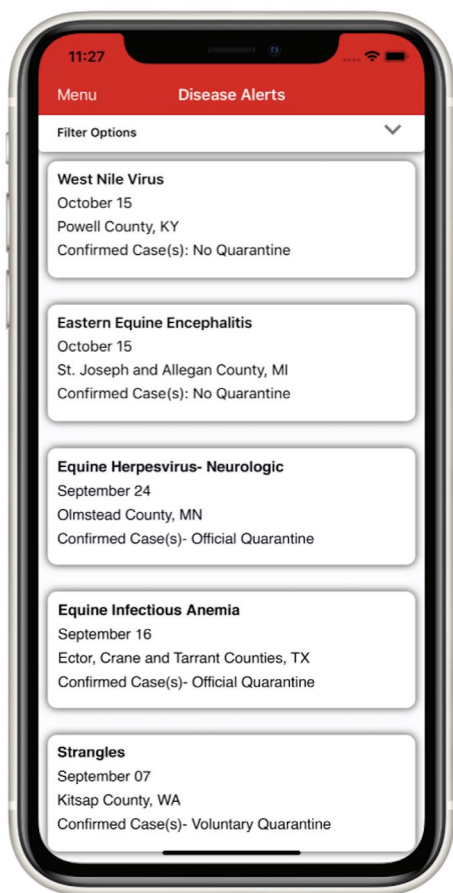 11:27
Menu
Disease Alerts
Filter Options
West Nile Virus
October 15
Powell County, KY
Confirmed Case(s): No Quarantine
Eastern Equine Encephalitis
October 15
St. Joseph and Allegan County, MI
Confirmed Case(s): No Quarantine
Equine Herpesvirus- Neurologic
September 24
Olmstead County, MN
Confirmed Case(s)- Official Quarantine
Equine Infectious Anemia
September 16
Ector, Crane and Tarrant Counties, TX
Confirmed Case(s)- Official Quarantine
Strangles
September 07
Kitsap County, WA
Confirmed Case(s)- Voluntary Quarantine